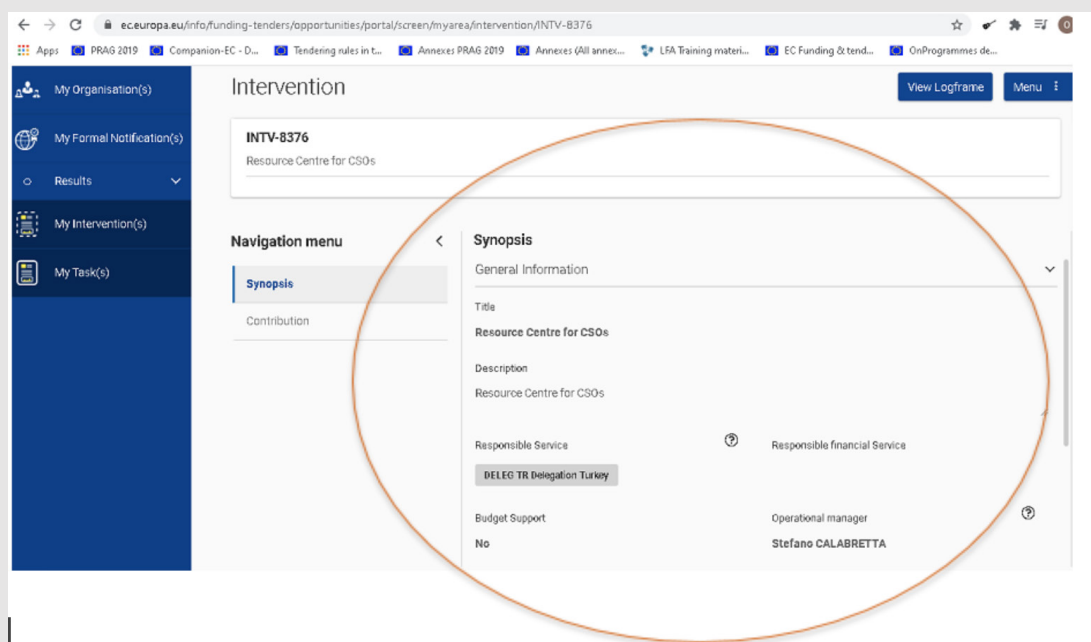 ec.europa.eu/info/funding-tenders/opportunities/portal/screen/myarea/intervention/INTV-8376
Apps PRAG 2019 Companion-EC - D... Tendering rules in t... Annexes PRAG 2019 Annexes (All annex... LFA Training materi... EC Funding & tend... OnProgrammes de...
My Organisation(s)
My Formal Notification(s)
Results
My Intervention(s)
My Task(s)
Intervention
View Logframe
Menu
INTV-8376
Resource Centre for CSOs
Navigation menu
Synopsis
Contribution
Synopsis
General Information
Title
Resource Centre for CSOs
Description
Resource Centre for CSOs
Responsible Service
Responsible financial Service
DELEG TR Delegation Turkey
Budget Support
Operational manager
No
Stefano CALABRETTA